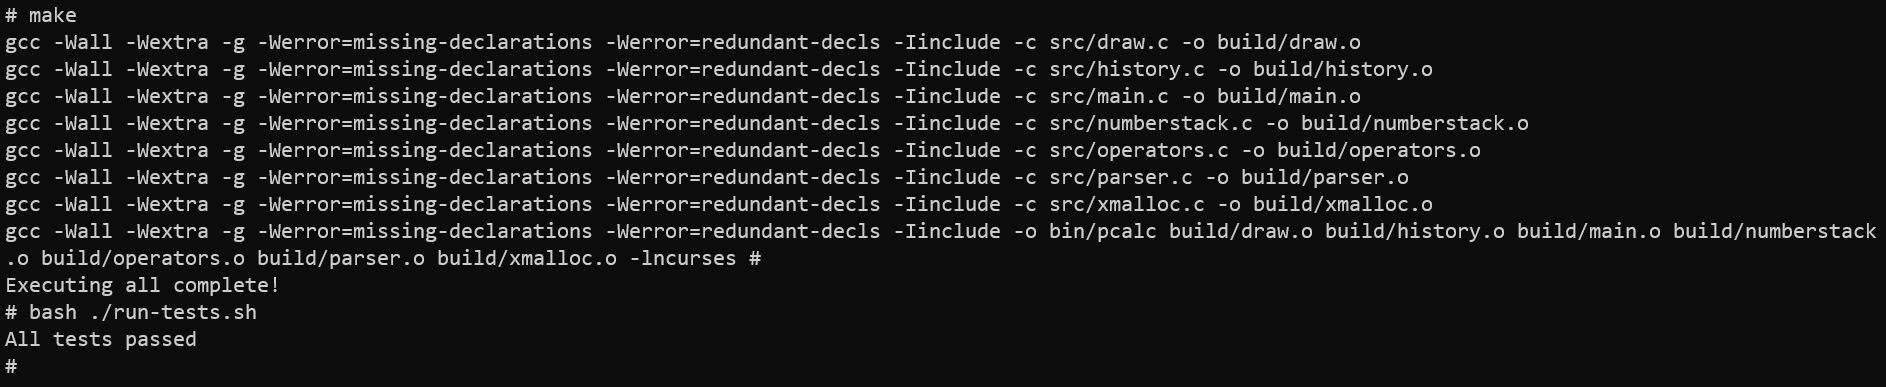 # make
gcc -Wall -Wextra -g -Werror=missing-declarations -Werror=redundant-decls -Iinclude -c src/draw.c -o build/draw.o
gcc -Wall -Wextra -g -Werror=missing-declarations -Werror=redundant-decls -Iinclude -c src/history.c -o build/history.o
gcc -Wall -Wextra -g -Werror=missing-declarations -Werror=redundant-decls -Iinclude -c src/main.c -o build/main.o
gcc -Wall -Wextra -g -Werror=missing-declarations -Werror=redundant-decls -Iinclude -c src/numberstack.c -o build/numberstack.o
gcc -Wall -Wextra -g -Werror=missing-declarations -Werror=redundant-decls -Iinclude -c src/operators.c -o build/operators.o
gcc -Wall -Wextra -g -Werror=missing-declarations -Werror=redundant-decls -Iinclude -c src/parser.c -o build/parser.o
gcc -Wall -Wextra -g -Werror=missing-declarations -Werror=redundant-decls -Iinclude -c src/xmalloc.c -o build/xmalloc.o
gcc -Wall -Wextra -g -Werror=missing-declarations -Werror=redundant-decls -Iinclude -o bin/pcalc build/draw.o build/history.o build/main.o build/numberstack
.o build/operators.o build/parser.o build/xmalloc.o -lncurses #
Executing all complete!
# bash ./run-tests.sh
All tests passed
#